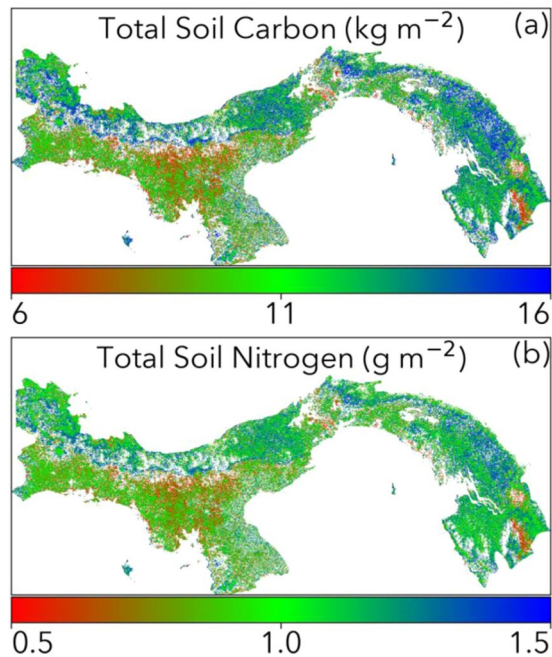 Total Soil Carbon (kg m⁻²) (a)
6 11 16
Total Soil Nitrogen (g m⁻²) (b)
0.5 1.0 1.5